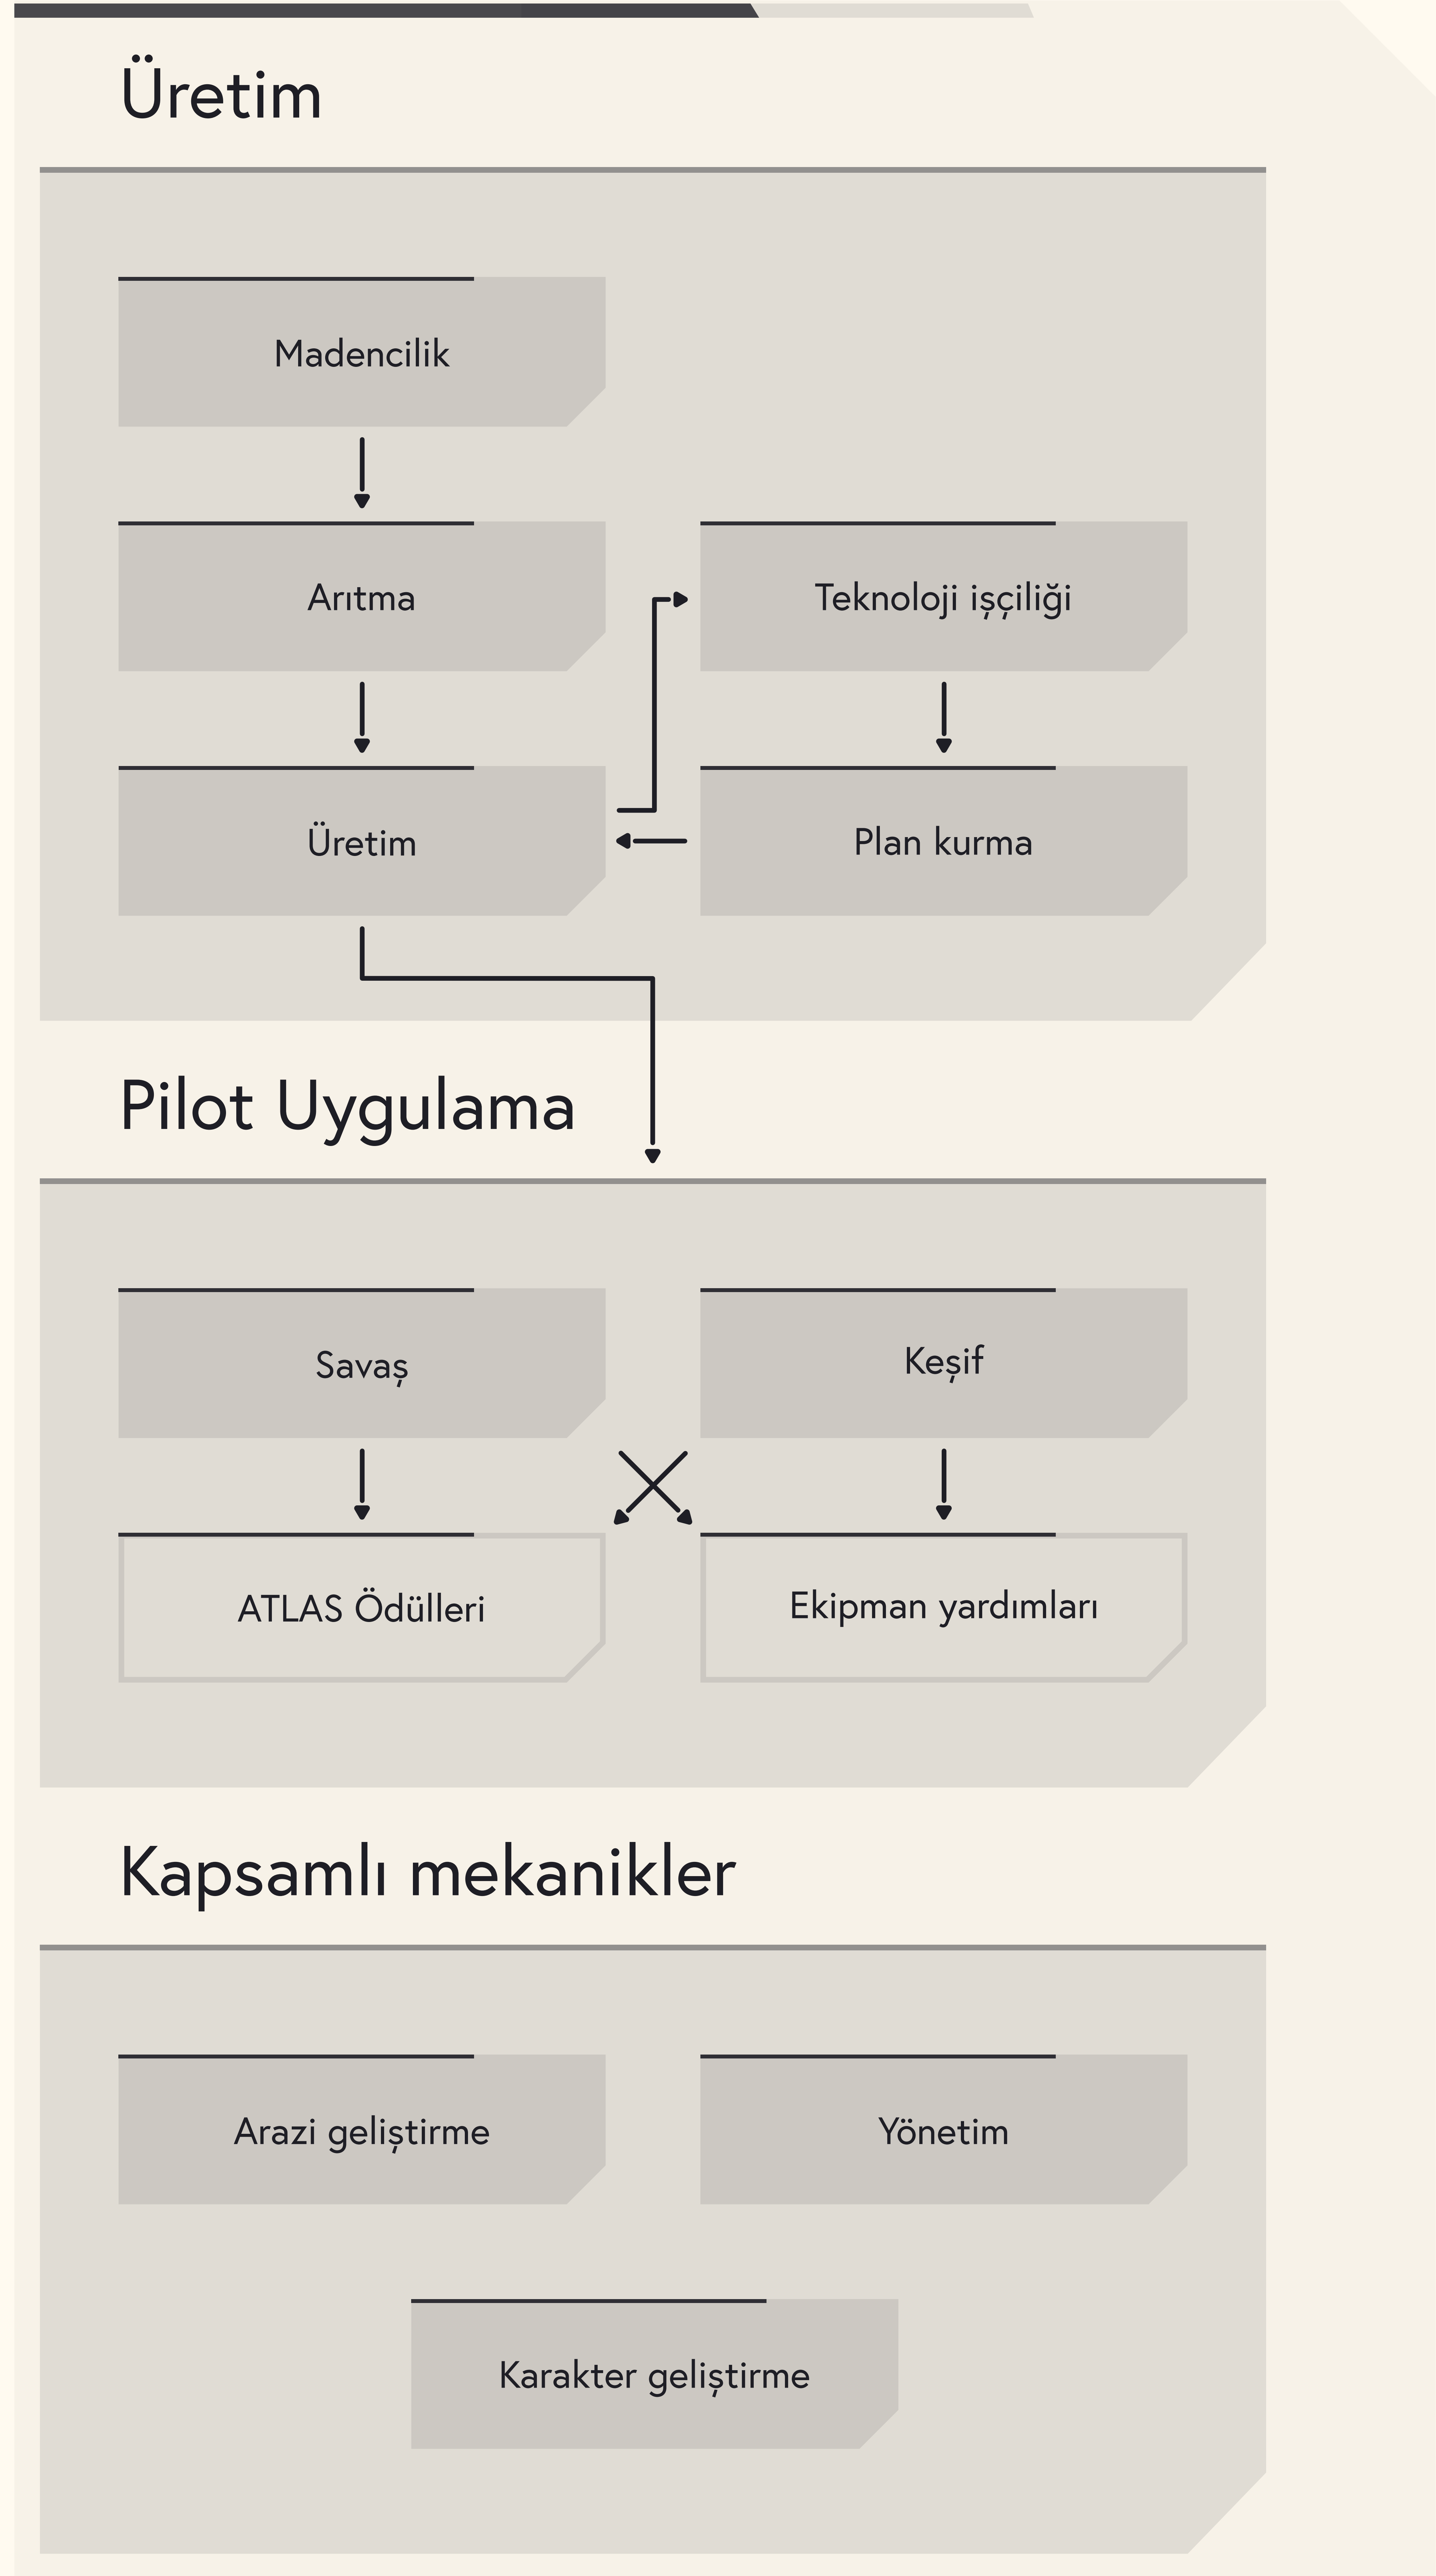 Üretim
Madencilik
Arıtma
Teknoloji işçiliği
Üretim
Plan kurma
Pilot Uygulama
Savaş
Keşif
ATLAS Ödülleri
Ekipman yardımları
Kapsamlı mekanikler
Arazi geliştirme
Yönetim
Karakter geliştirme